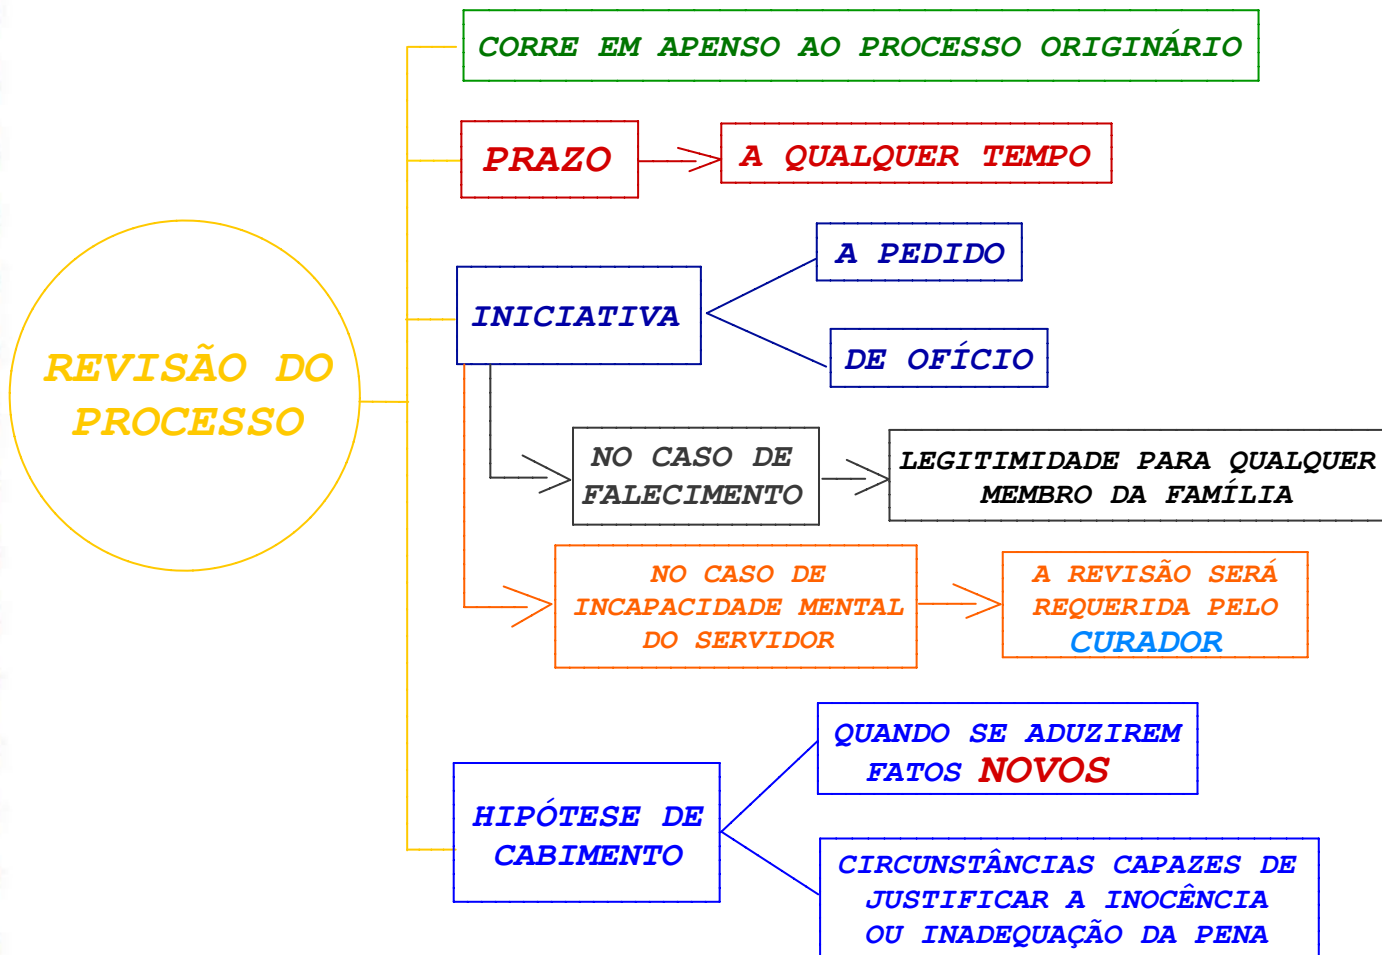 CORRE EM APENSO AO PROCESSO ORIGINÁRIO
PRAZO
A QUALQUER TEMPO
A PEDIDO
INICIATIVA
DE OFÍCIO
REVISÃO DO
PROCESSO
NO CASO DE
FALECIMENTO
LEGITIMIDADE PARA QUALQUER
MEMBRO DA FAMÍLIA
NO CASO DE
INCAPACIDADE MENTAL
DO SERVIDOR
A REVISÃO SERÁ
REQUERIDA PELO
CURADOR
QUANDO SE ADUZIREM
FATOS NOVOS
HIPÓTESE DE
CABIMENTO
CIRCUNSTÂNCIAS CAPAZES DE
JUSTIFICAR A INOCÊNCIA
OU INADEQUAÇÃO DA PENA